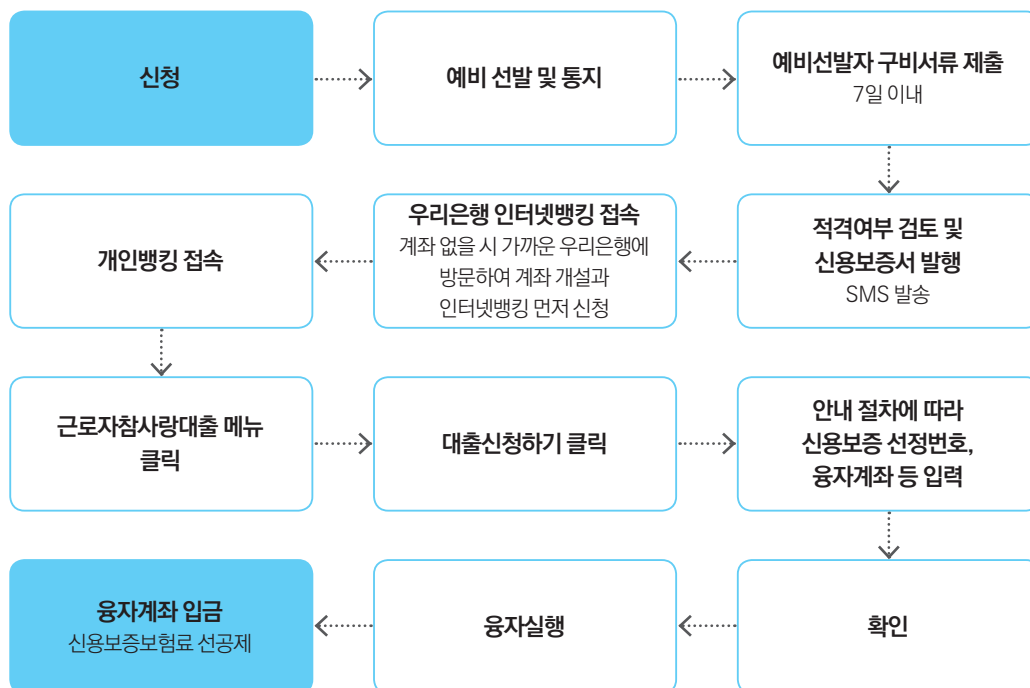 신청
예비 선발 및 통지
예비선발자 구비서류 제출
7일 이내
적격여부 검토 및
신용보증서 발행
SMS 발송
우리은행 인터넷뱅킹 접속
계좌 없을 시 가까운 우리은행에
방문하여 계좌 개설과
인터넷뱅킹 먼저 신청
개인뱅킹 접속
근로자참사랑대출 메뉴
클릭
대출신청하기 클릭
안내 절차에 따라
신용보증 선정번호,
융자계좌 등 입력
확인
융자실행
융자계좌 입금
신용보증보험료 선공제